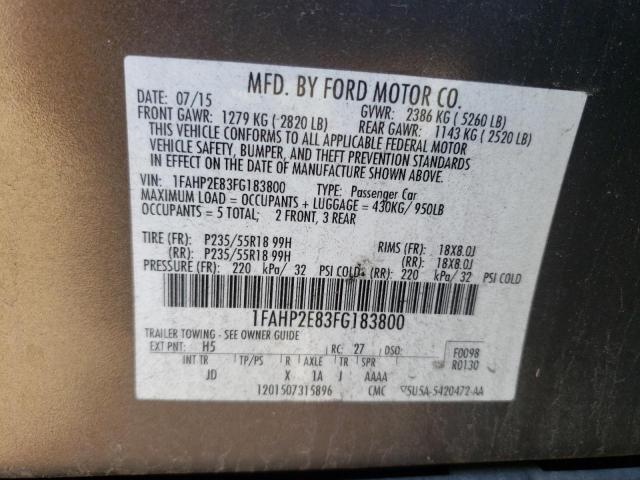 MFD. BY FORD MOTOR CO.
DATE: 07/15 GVWR: 2386 KG ( 5260 LB)
FRONT GAWR: 1279 KG ( 2820 LB) REAR GAWR: 1143 KG ( 2520 LB)
THIS VEHICLE CONFORMS TO ALL APPLICABLE FEDERAL MOTOR
VEHICLE SAFETY, BUMPER, AND THEFT PREVENTION STANDARDS
IN EFFECT ON THE DATE OF MANUFACTURE SHOWN ABOVE.
VIN: 1FAHP2E83FG183800 TYPE: Passenger Car
MAXIMUM LOAD = OCCUPANTS + LUGGAGE = 430KG/ 950LB
OCCUPANTS = 5 TOTAL; 2 FRONT, 3 REAR
TIRE (FR): P235/55R18 99H RIMS (FR): 18X8.0J
(RR): P235/55R18 99H (RR): 18X8.0J
PRESSURE (FR): 220 kPa/ 32 PSI COLD (RR): 220 kPa/ 32 PSI COLD
1FAHP2E83FG183800
TRAILER TOWING - SEE OWNER GUIDE
EXT PNT: H5 RC: 27 DSO: F0098
INT TR TP/PS R AXLE TR SPR R0130
JD X 1A J AAAA
1201507315896 CMC 5U5A-5420472-AA